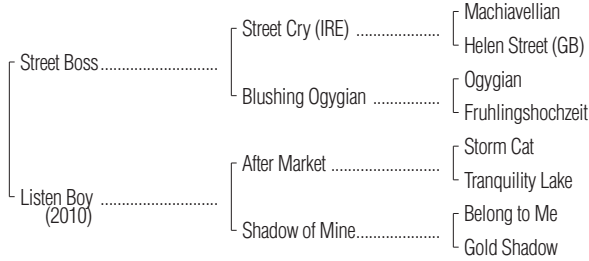 Machiavellian
Street Cry (IRE) ....................
Helen Street (GB)
Street Boss............................
Ogygian
Blushing Ogygian ................
Fruhlingshochzeit
Storm Cat
After Market ..........................
Tranquility Lake
Listen Boy ............................
(2010)
Belong to Me
Shadow of Mine....................
Gold Shadow